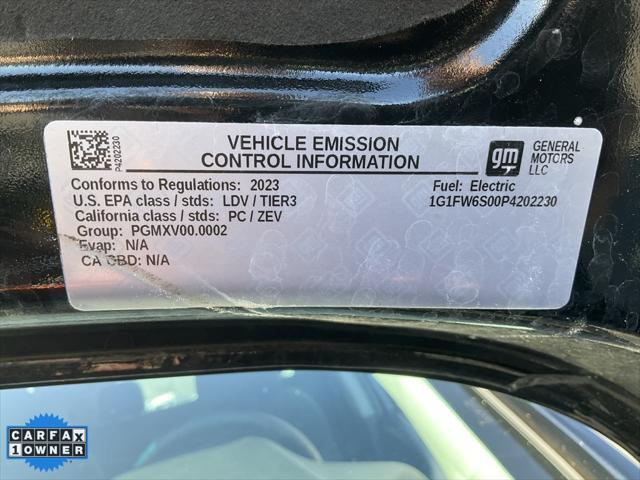 P4202230
VEHICLE EMISSION
CONTROL INFORMATION
gm
GENERAL
MOTORS
LLC
Conforms to Regulations: 2023
U.S. EPA class / stds: LDV / TIER3
California class / stds: PC / ZEV
Group: PGMXV00.0002
Evap: N/A
CA OBD: N/A
Fuel: Electric
1G1FW6S00P4202230
CARFAX
1 OWNER